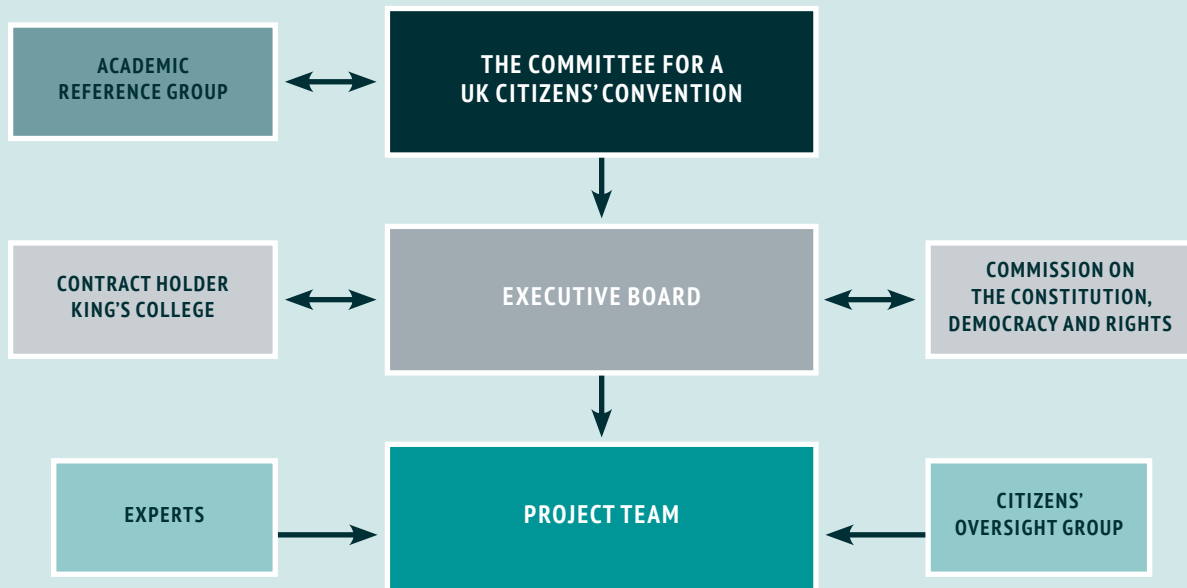 ACADEMIC
REFERENCE GROUP
THE COMMITTEE FOR A
UK CITIZENS’ CONVENTION
CONTRACT HOLDER
KING’S COLLEGE
EXECUTIVE BOARD
COMMISSION ON
THE CONSTITUTION,
DEMOCRACY AND RIGHTS
EXPERTS
PROJECT TEAM
CITIZENS’
OVERSIGHT GROUP